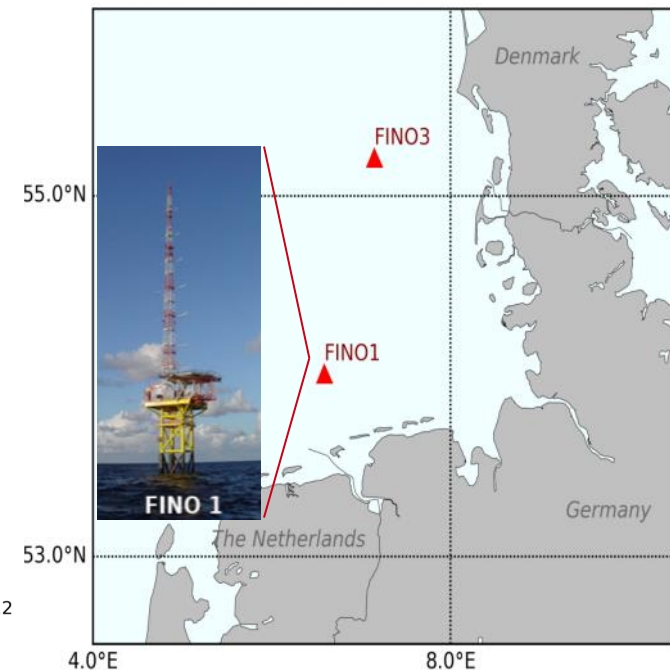 Denmark
FINO3
55.0°N
FINO1
FINO 1
Germany
The Netherlands
53.0°N
2
4.0°E
8.0°E